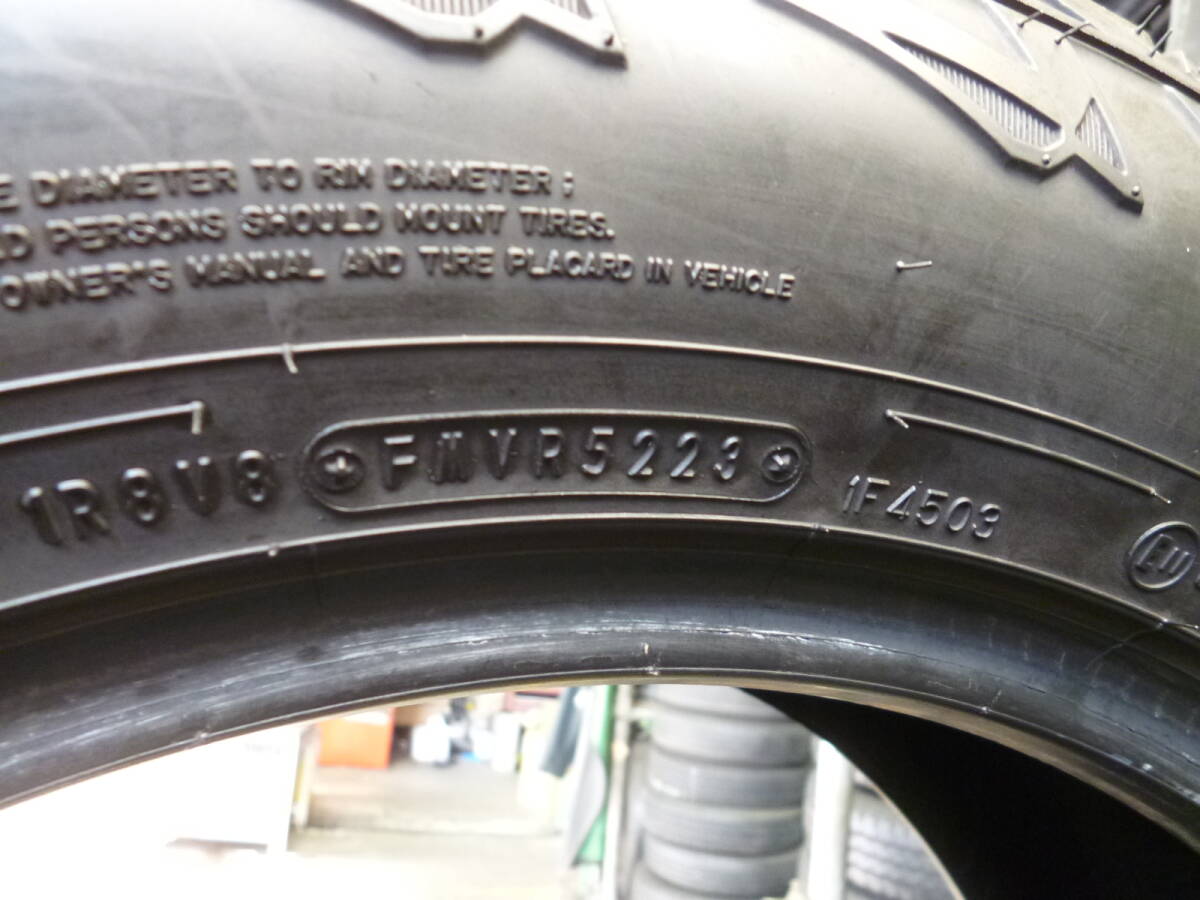 E DIAMETER TO RIM DIAMETER ;
D PERSONS SHOULD MOUNT TIRES.
OWNER'S MANUAL AND TIRE PLACARD IN VEHICLE
1R8V8 FMVR5223 1F4503